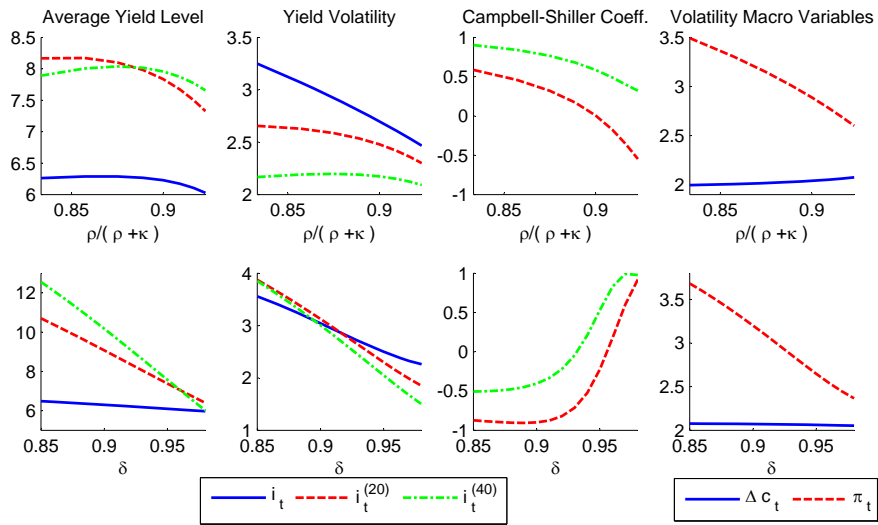 Average Yield Level
Yield Volatility
Campbell-Shiller Coeff.
Volatility Macro Variables
8.5
8
7.5
7
6.5
6
0.85 0.9
ρ/( ρ +κ )
3.5
3
2.5
2
0.85 0.9
ρ/( ρ +κ )
1
0.5
0
-0.5
-1
0.85 0.9
ρ/( ρ +κ )
3.5
3
2.5
2
0.85 0.9
ρ/( ρ +κ )
12
10
8
6
0.85 0.9 0.95
δ
4
3
2
1
0.85 0.9 0.95
δ
1
0.5
0
-0.5
-1
0.85 0.9 0.95
δ
3.5
3
2.5
2
0.85 0.9 0.95
δ
i_t i_t^(20) i_t^(40)
Δ c_t π_t